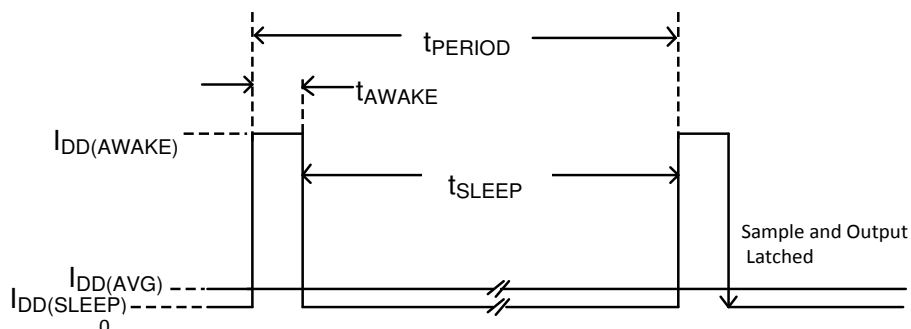 tPERIOD
tAWAKE
IDD(AWAKE)
tSLEEP
Sample and Output
Latched
IDD(AVG)
IDD(SLEEP)
0